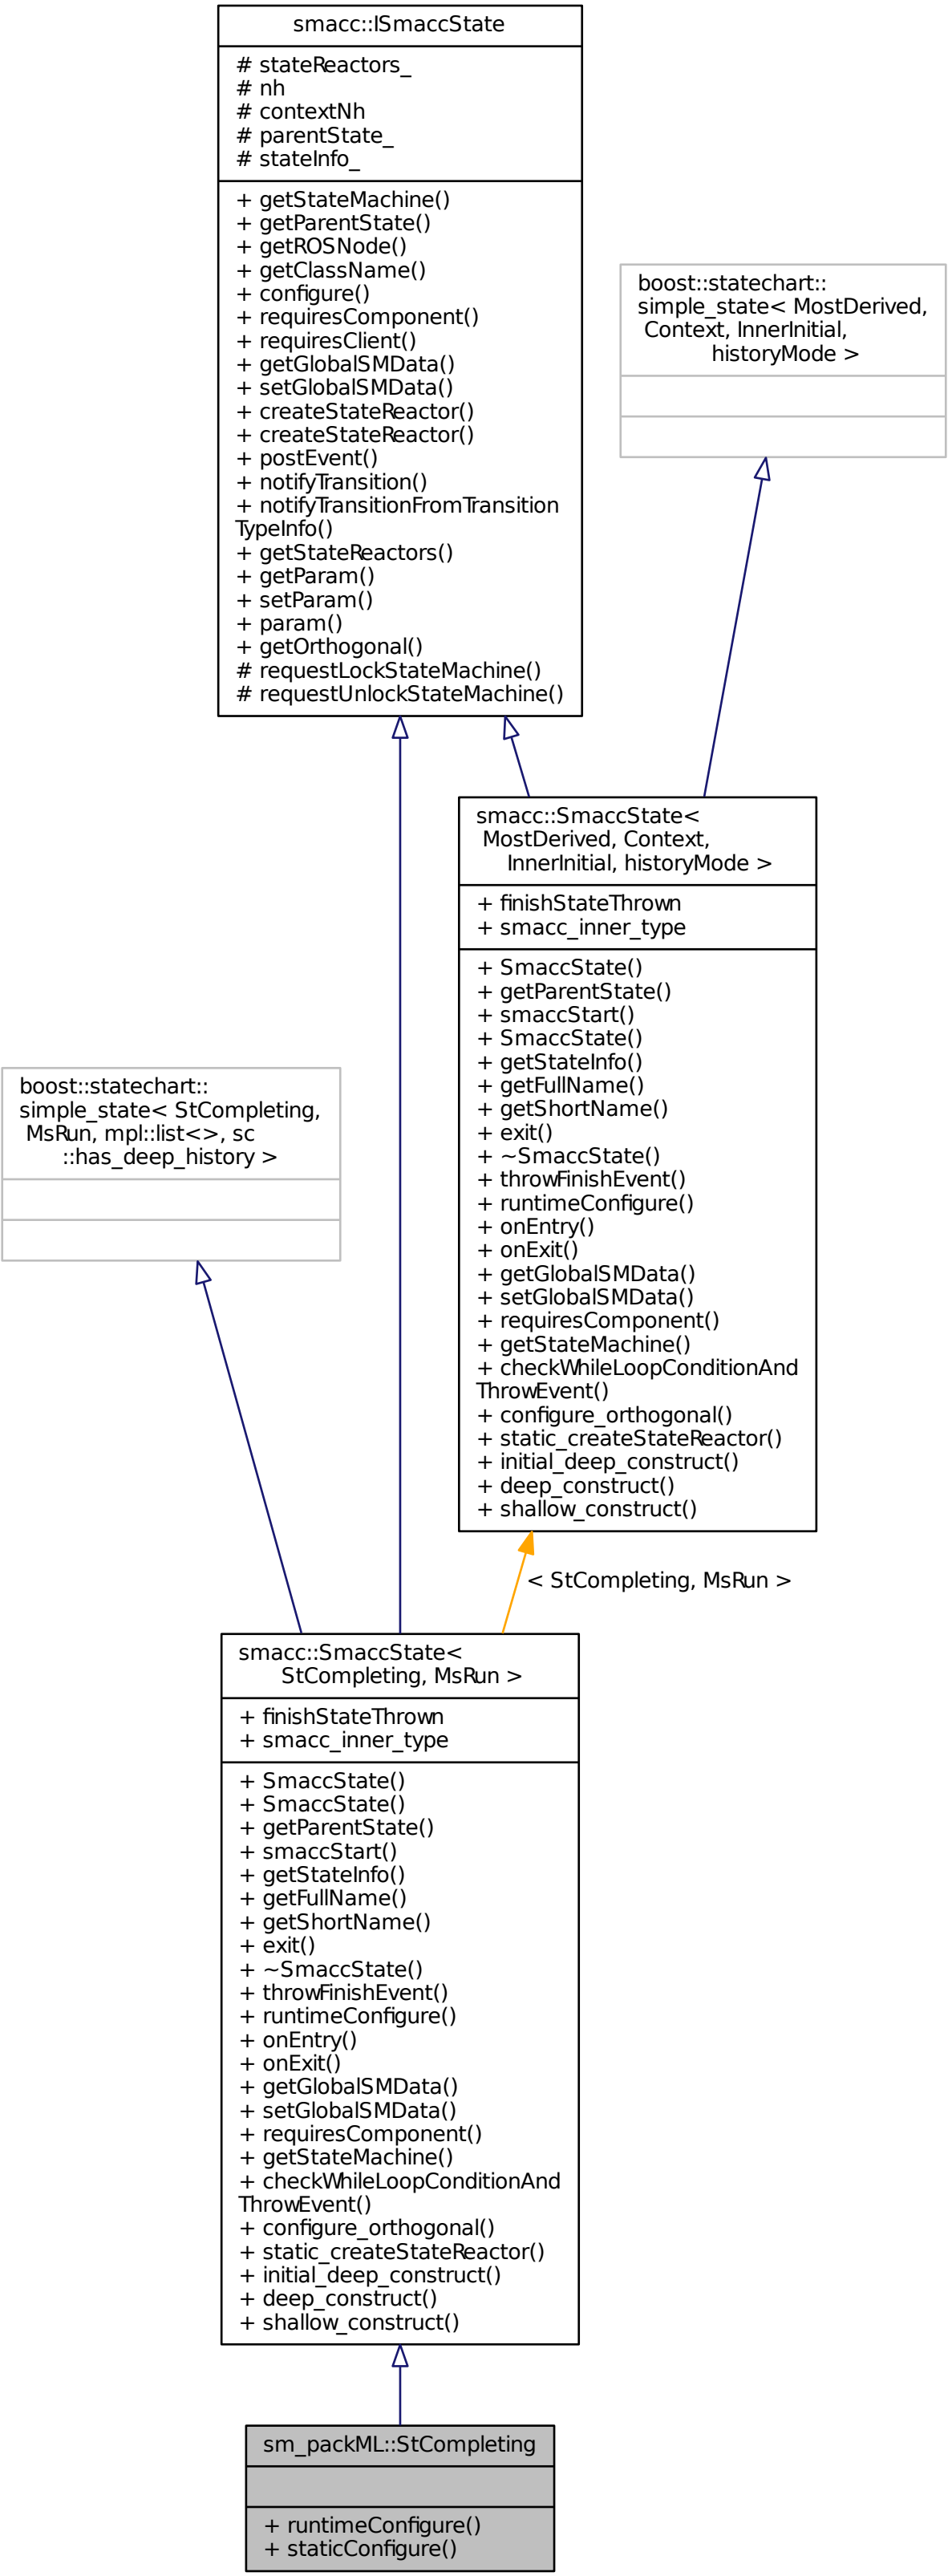 smacc::ISmaccState
# stateReactors_
# nh
# contextNh
# parentState_
# stateInfo_
+ getStateMachine()
+ getParentState()
+ getROSNode()
+ getClassName()
+ configure()
+ requiresComponent()
+ requiresClient()
+ getGlobalSMData()
+ setGlobalSMData()
+ createStateReactor()
+ createStateReactor()
+ postEvent()
+ notifyTransition()
+ notifyTransitionFromTransition
TypeInfo()
+ getStateReactors()
+ getParam()
+ setParam()
+ param()
+ getOrthogonal()
# requestLockStateMachine()
# requestUnlockStateMachine()
boost::statechart::
simple_state< MostDerived,
Context, InnerInitial,
historyMode >
smacc::SmaccState<
MostDerived, Context,
InnerInitial, historyMode >
+ finishStateThrown
+ smacc_inner_type
+ SmaccState()
+ getParentState()
+ smaccStart()
+ SmaccState()
+ getStateInfo()
+ getFullName()
+ getShortName()
+ exit()
+ ~SmaccState()
+ throwFinishEvent()
+ runtimeConfigure()
+ onEntry()
+ onExit()
+ getGlobalSMData()
+ setGlobalSMData()
+ requiresComponent()
+ getStateMachine()
+ checkWhileLoopConditionAnd
ThrowEvent()
+ configure_orthogonal()
+ static_createStateReactor()
+ initial_deep_construct()
+ deep_construct()
+ shallow_construct()
boost::statechart::
simple_state< StCompleting,
MsRun, mpl::list<>, sc
::has_deep_history >
< StCompleting, MsRun >
smacc::SmaccState<
StCompleting, MsRun >
+ finishStateThrown
+ smacc_inner_type
+ SmaccState()
+ SmaccState()
+ getParentState()
+ smaccStart()
+ getStateInfo()
+ getFullName()
+ getShortName()
+ exit()
+ ~SmaccState()
+ throwFinishEvent()
+ runtimeConfigure()
+ onEntry()
+ onExit()
+ getGlobalSMData()
+ setGlobalSMData()
+ requiresComponent()
+ getStateMachine()
+ checkWhileLoopConditionAnd
ThrowEvent()
+ configure_orthogonal()
+ static_createStateReactor()
+ initial_deep_construct()
+ deep_construct()
+ shallow_construct()
sm_packML::StCompleting
+ runtimeConfigure()
+ staticConfigure()